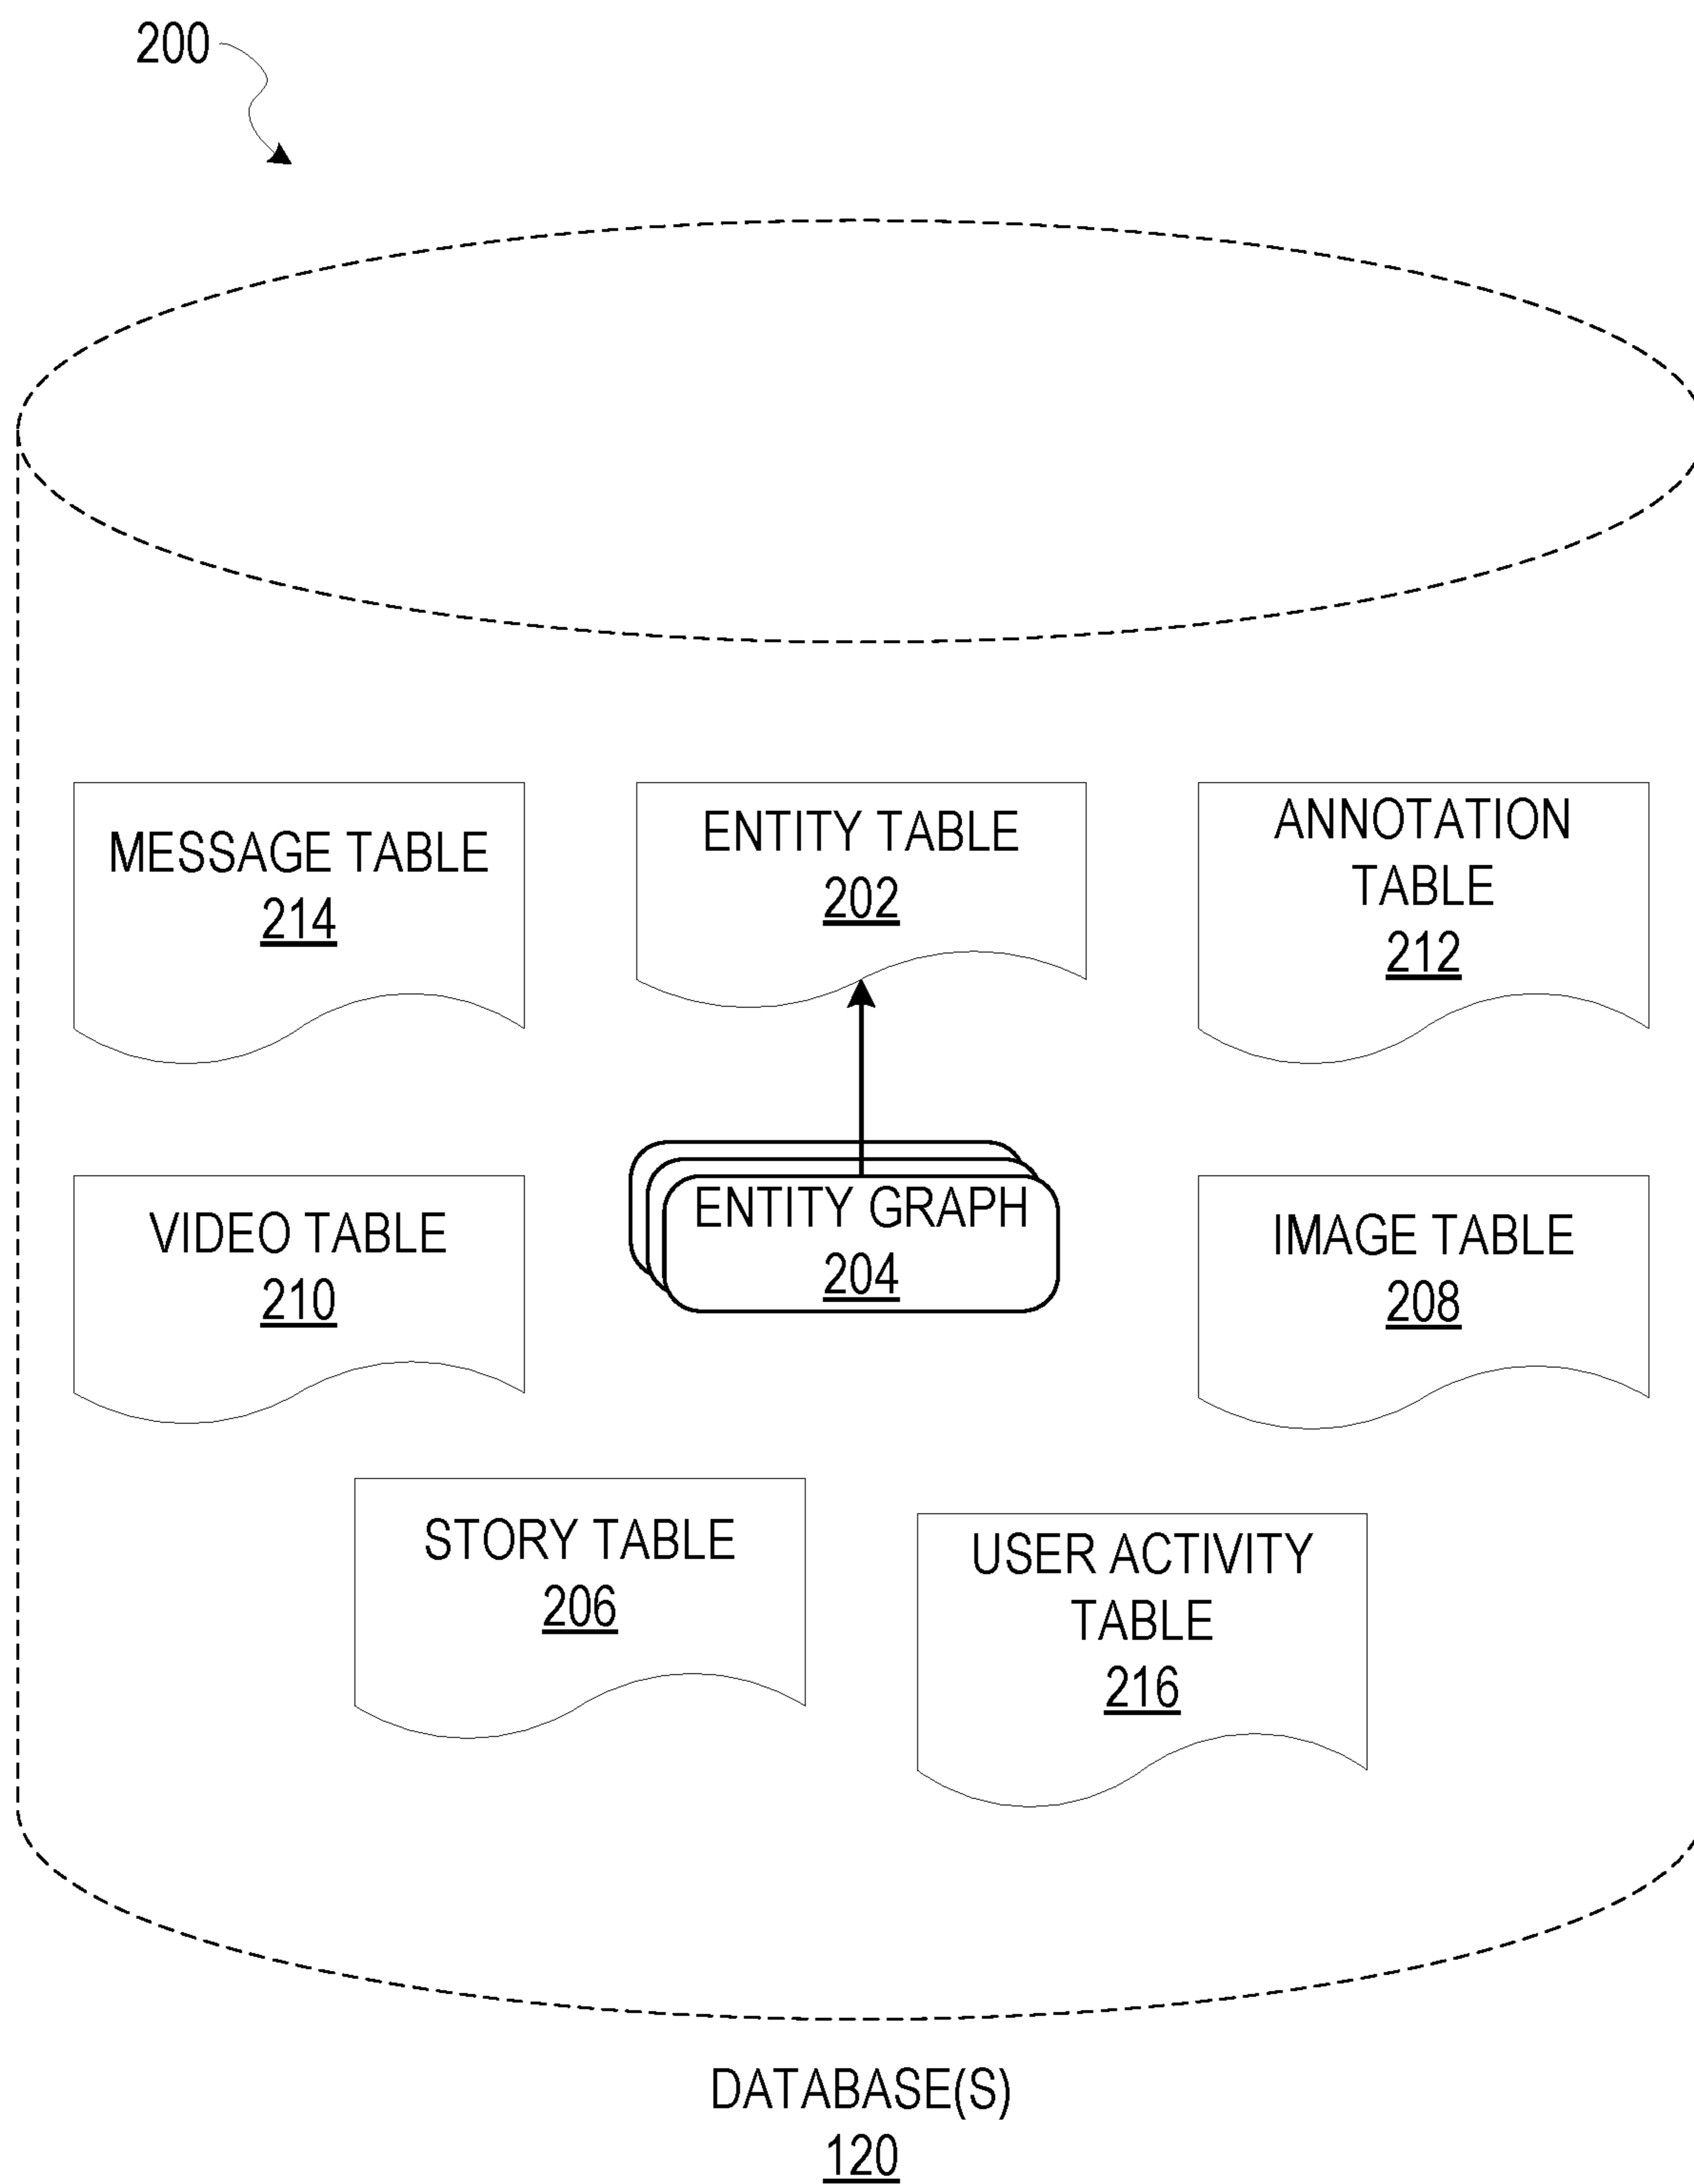 200
MESSAGE TABLE
214
ENTITY TABLE
202
ANNOTATION
TABLE
212
VIDEO TABLE
210
ENTITY GRAPH
204
IMAGE TABLE
208
STORY TABLE
206
USER ACTIVITY
TABLE
216
DATABASE(S)
120